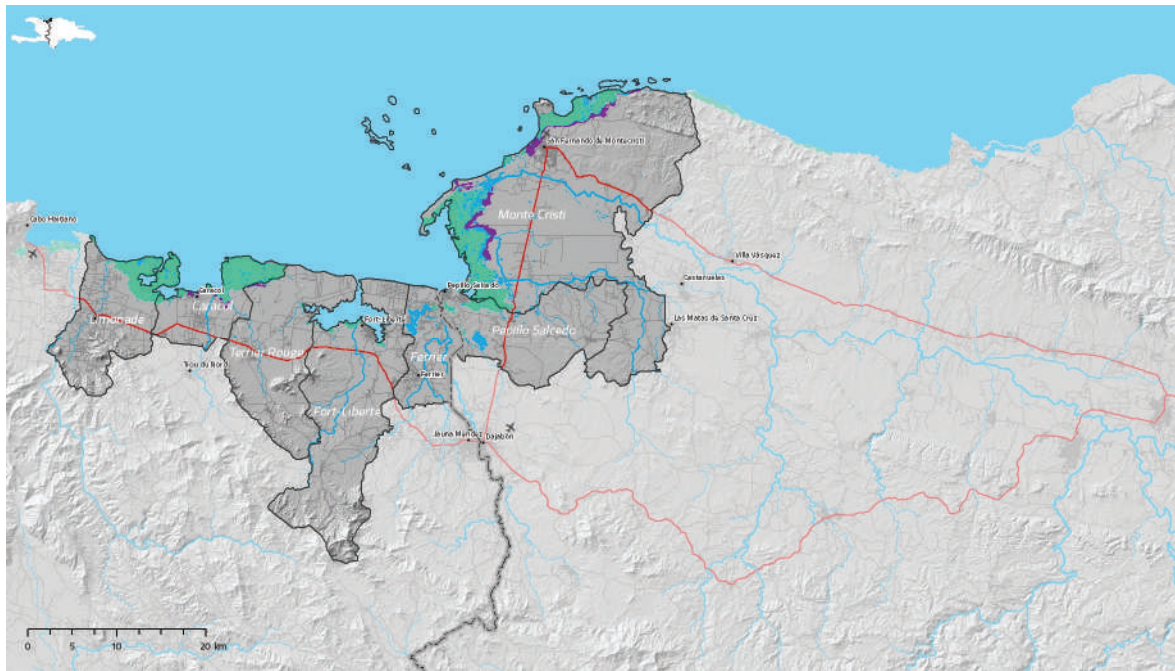 San Fernando de Montecristi
Cabo Haitiano
Monte Cristi
Villa Vásquez
Castañuelas
Pepillo Salcedo
Caracol
Caracol
Limonade
Fort-Liberté
Las Matas de Santa Cruz
Pepillo Salcedo
Terrier Rouge
Ferrier
Trou du Nord
Ferrier
Fort-Liberté
Juana Méndez
Dajabón
0 5 10 20 km